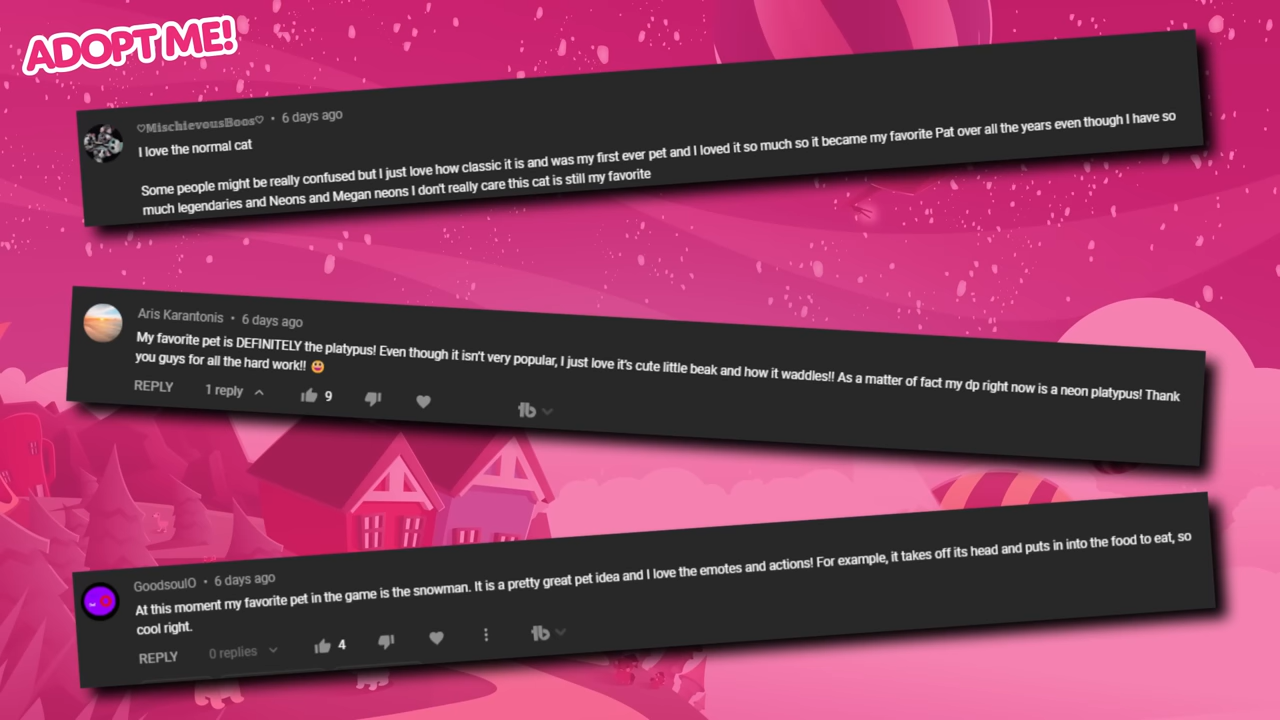 ADOPT ME!
♡MischievousBoos♡ • 6 days ago
I love the normal cat
Some people might be really confused but I just love how classic it is and was my first ever pet and I loved it so much so it became my favorite Pat over all the years even though I have so
much legendaries and Neons and Megan neons I don't really care this cat is still my favorite
Aris Karantonis • 6 days ago
My favorite pet is DEFINITELY the platypus! Even though it isn't very popular, I just love it's cute little beak and how it waddles!! As a matter of fact my dp right now is a neon platypus! Thank
you guys for all the hard work!! 😃
REPLY 1 reply 9 tb
GoodsoulO • 6 days ago
At this moment my favorite pet in the game is the snowman. It is a pretty great pet idea and I love the emotes and actions! For example, it takes off its head and puts in into the food to eat, so
cool right.
REPLY 0 replies 4 tb